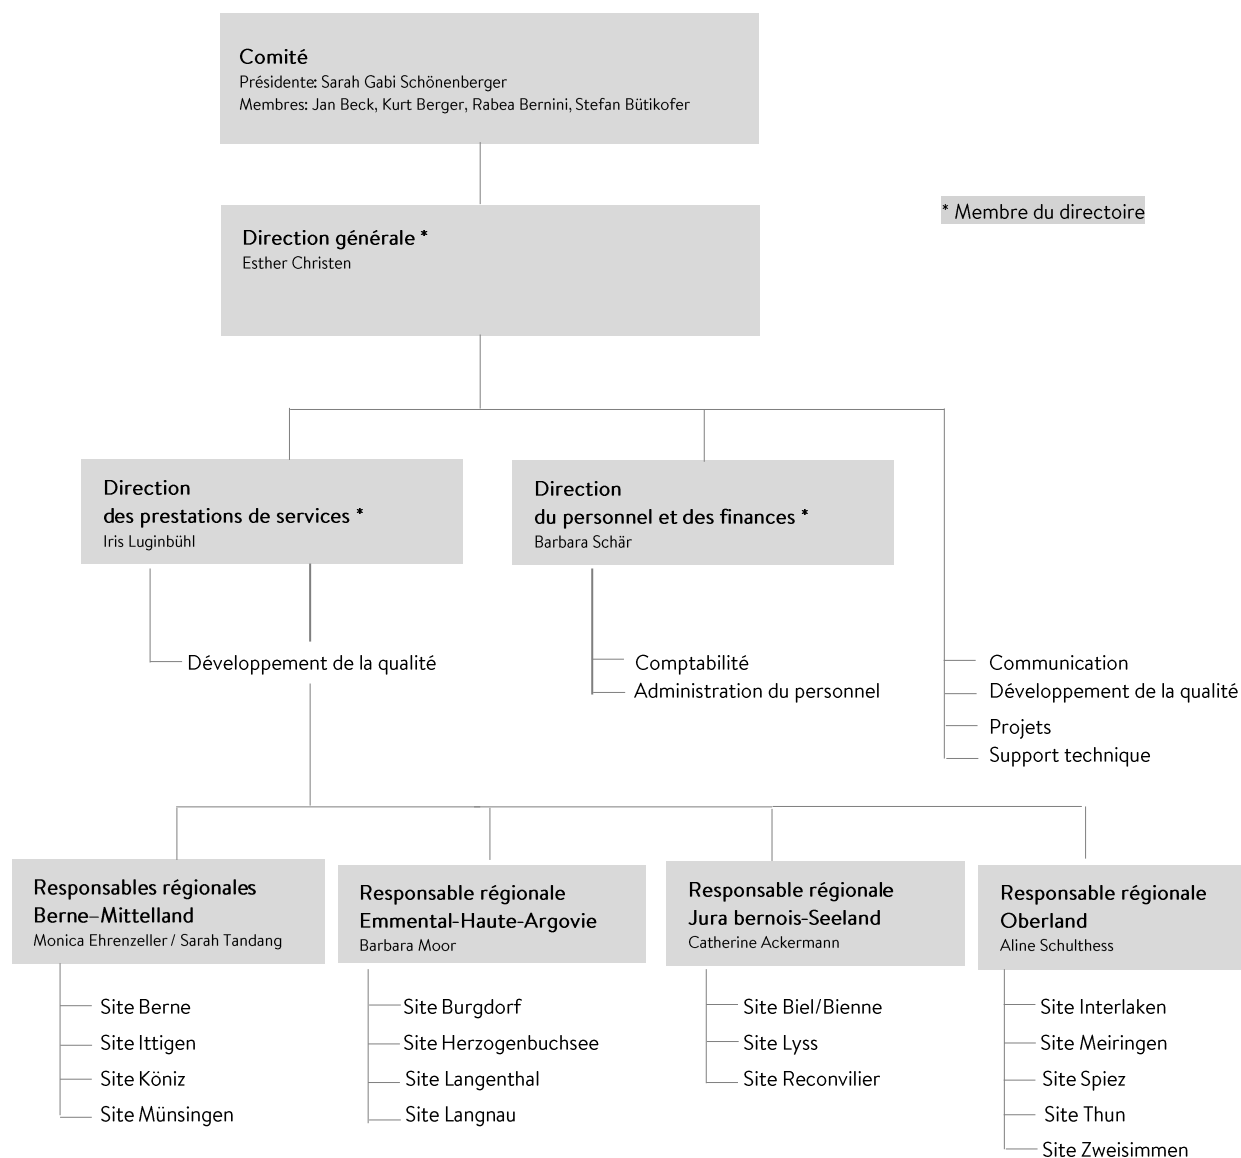 Comité
Présidente: Sarah Gabi Schönenberger
Membres: Jan Beck, Kurt Berger, Rabea Bernini, Stefan Bütikofer
* Membre du directoire
Direction générale *
Esther Christen
Direction
des prestations de services *
Iris Luginbühl
Direction
du personnel et des finances *
Barbara Schär
Développement de la qualité
Comptabilité
Administration du personnel
Communication
Développement de la qualité
Projets
Support technique
Responsables régionales
Berne–Mittelland
Monica Ehrenzeller / Sarah Tandang
Site Berne
Site Ittigen
Site Köniz
Site Münsingen
Responsable régionale
Emmental-Haute-Argovie
Barbara Moor
Site Burgdorf
Site Herzogenbuchsee
Site Langenthal
Site Langnau
Responsable régionale
Jura bernois-Seeland
Catherine Ackermann
Site Biel/Bienne
Site Lyss
Site Reconvilier
Responsable régionale
Oberland
Aline Schulthess
Site Interlaken
Site Meiringen
Site Spiez
Site Thun
Site Zweisimmen